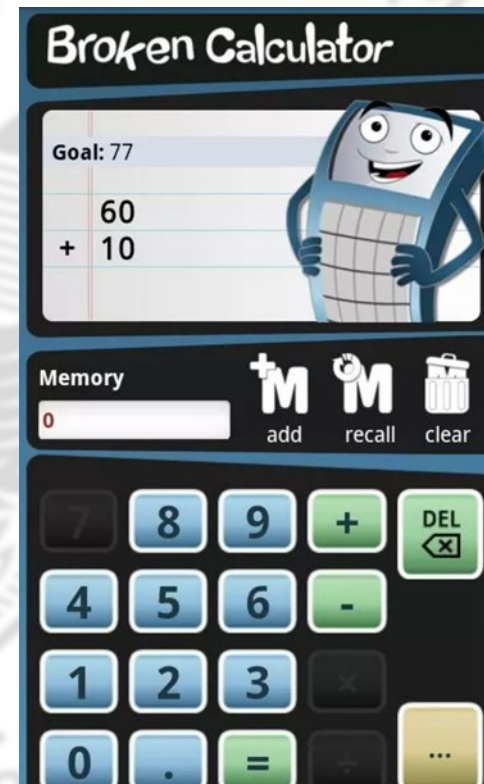 Broken Calculator
Goal: 77
60
+ 10
Memory
0
M M M
add recall clear
7 8 9 + DEL
4 5 6 -
1 2 3 ×
0 . = ÷ ...